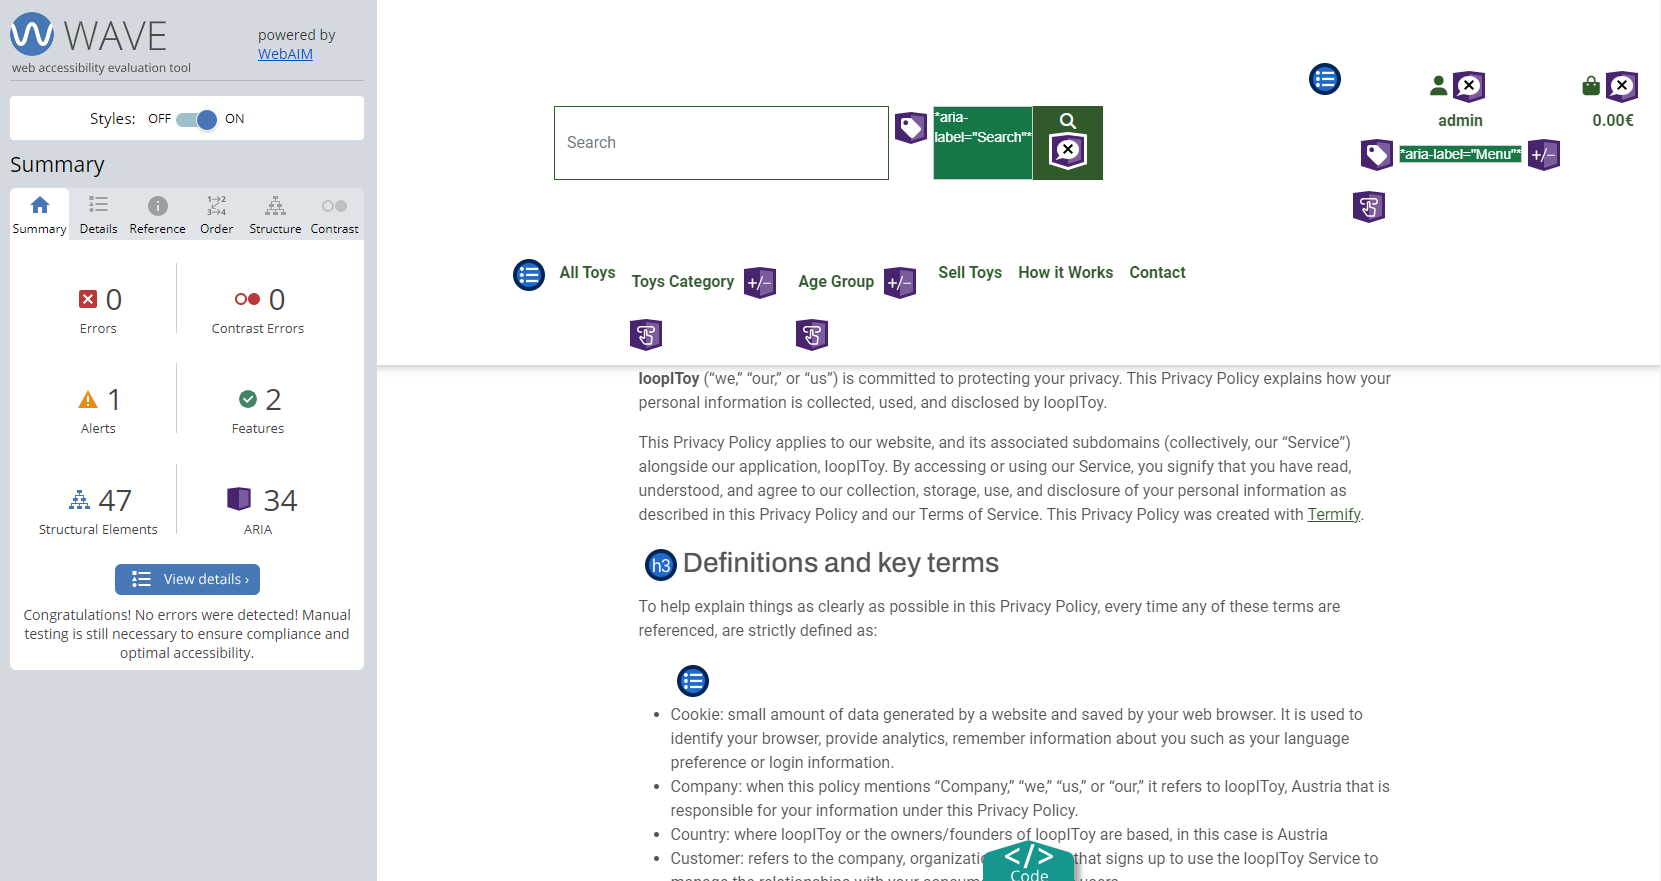 WAVE
powered by
WebAIM
web accessibility evaluation tool
Styles: OFF ON
Summary
Summary Details Reference Order Structure Contrast
0
Errors
0
Contrast Errors
1
Alerts
2
Features
47
Structural Elements
34
ARIA
View details ›
Congratulations! No errors were detected! Manual
testing is still necessary to ensure compliance and
optimal accessibility.
Search
*aria-
label="Search"*
admin
0.00€
*aria-label="Menu"*
+/−
All Toys
Toys Category
+/−
Age Group
+/−
Sell Toys
How it Works
Contact
loopIToy (“we,” “our,” or “us”) is committed to protecting your privacy. This Privacy Policy explains how your
personal information is collected, used, and disclosed by loopIToy.
This Privacy Policy applies to our website, and its associated subdomains (collectively, our “Service”)
alongside our application, loopIToy. By accessing or using our Service, you signify that you have read,
understood, and agree to our collection, storage, use, and disclosure of your personal information as
described in this Privacy Policy and our Terms of Service. This Privacy Policy was created with Termify.
h3 Definitions and key terms
To help explain things as clearly as possible in this Privacy Policy, every time any of these terms are
referenced, are strictly defined as:
• Cookie: small amount of data generated by a website and saved by your web browser. It is used to
identify your browser, provide analytics, remember information about you such as your language
preference or login information.
• Company: when this policy mentions “Company,” “we,” “us,” or “our,” it refers to loopIToy, Austria that is
responsible for your information under this Privacy Policy.
• Country: where loopIToy or the owners/founders of loopIToy are based, in this case is Austria
• Customer: refers to the company, that signs up to use the loopIToy Service to
</> Code